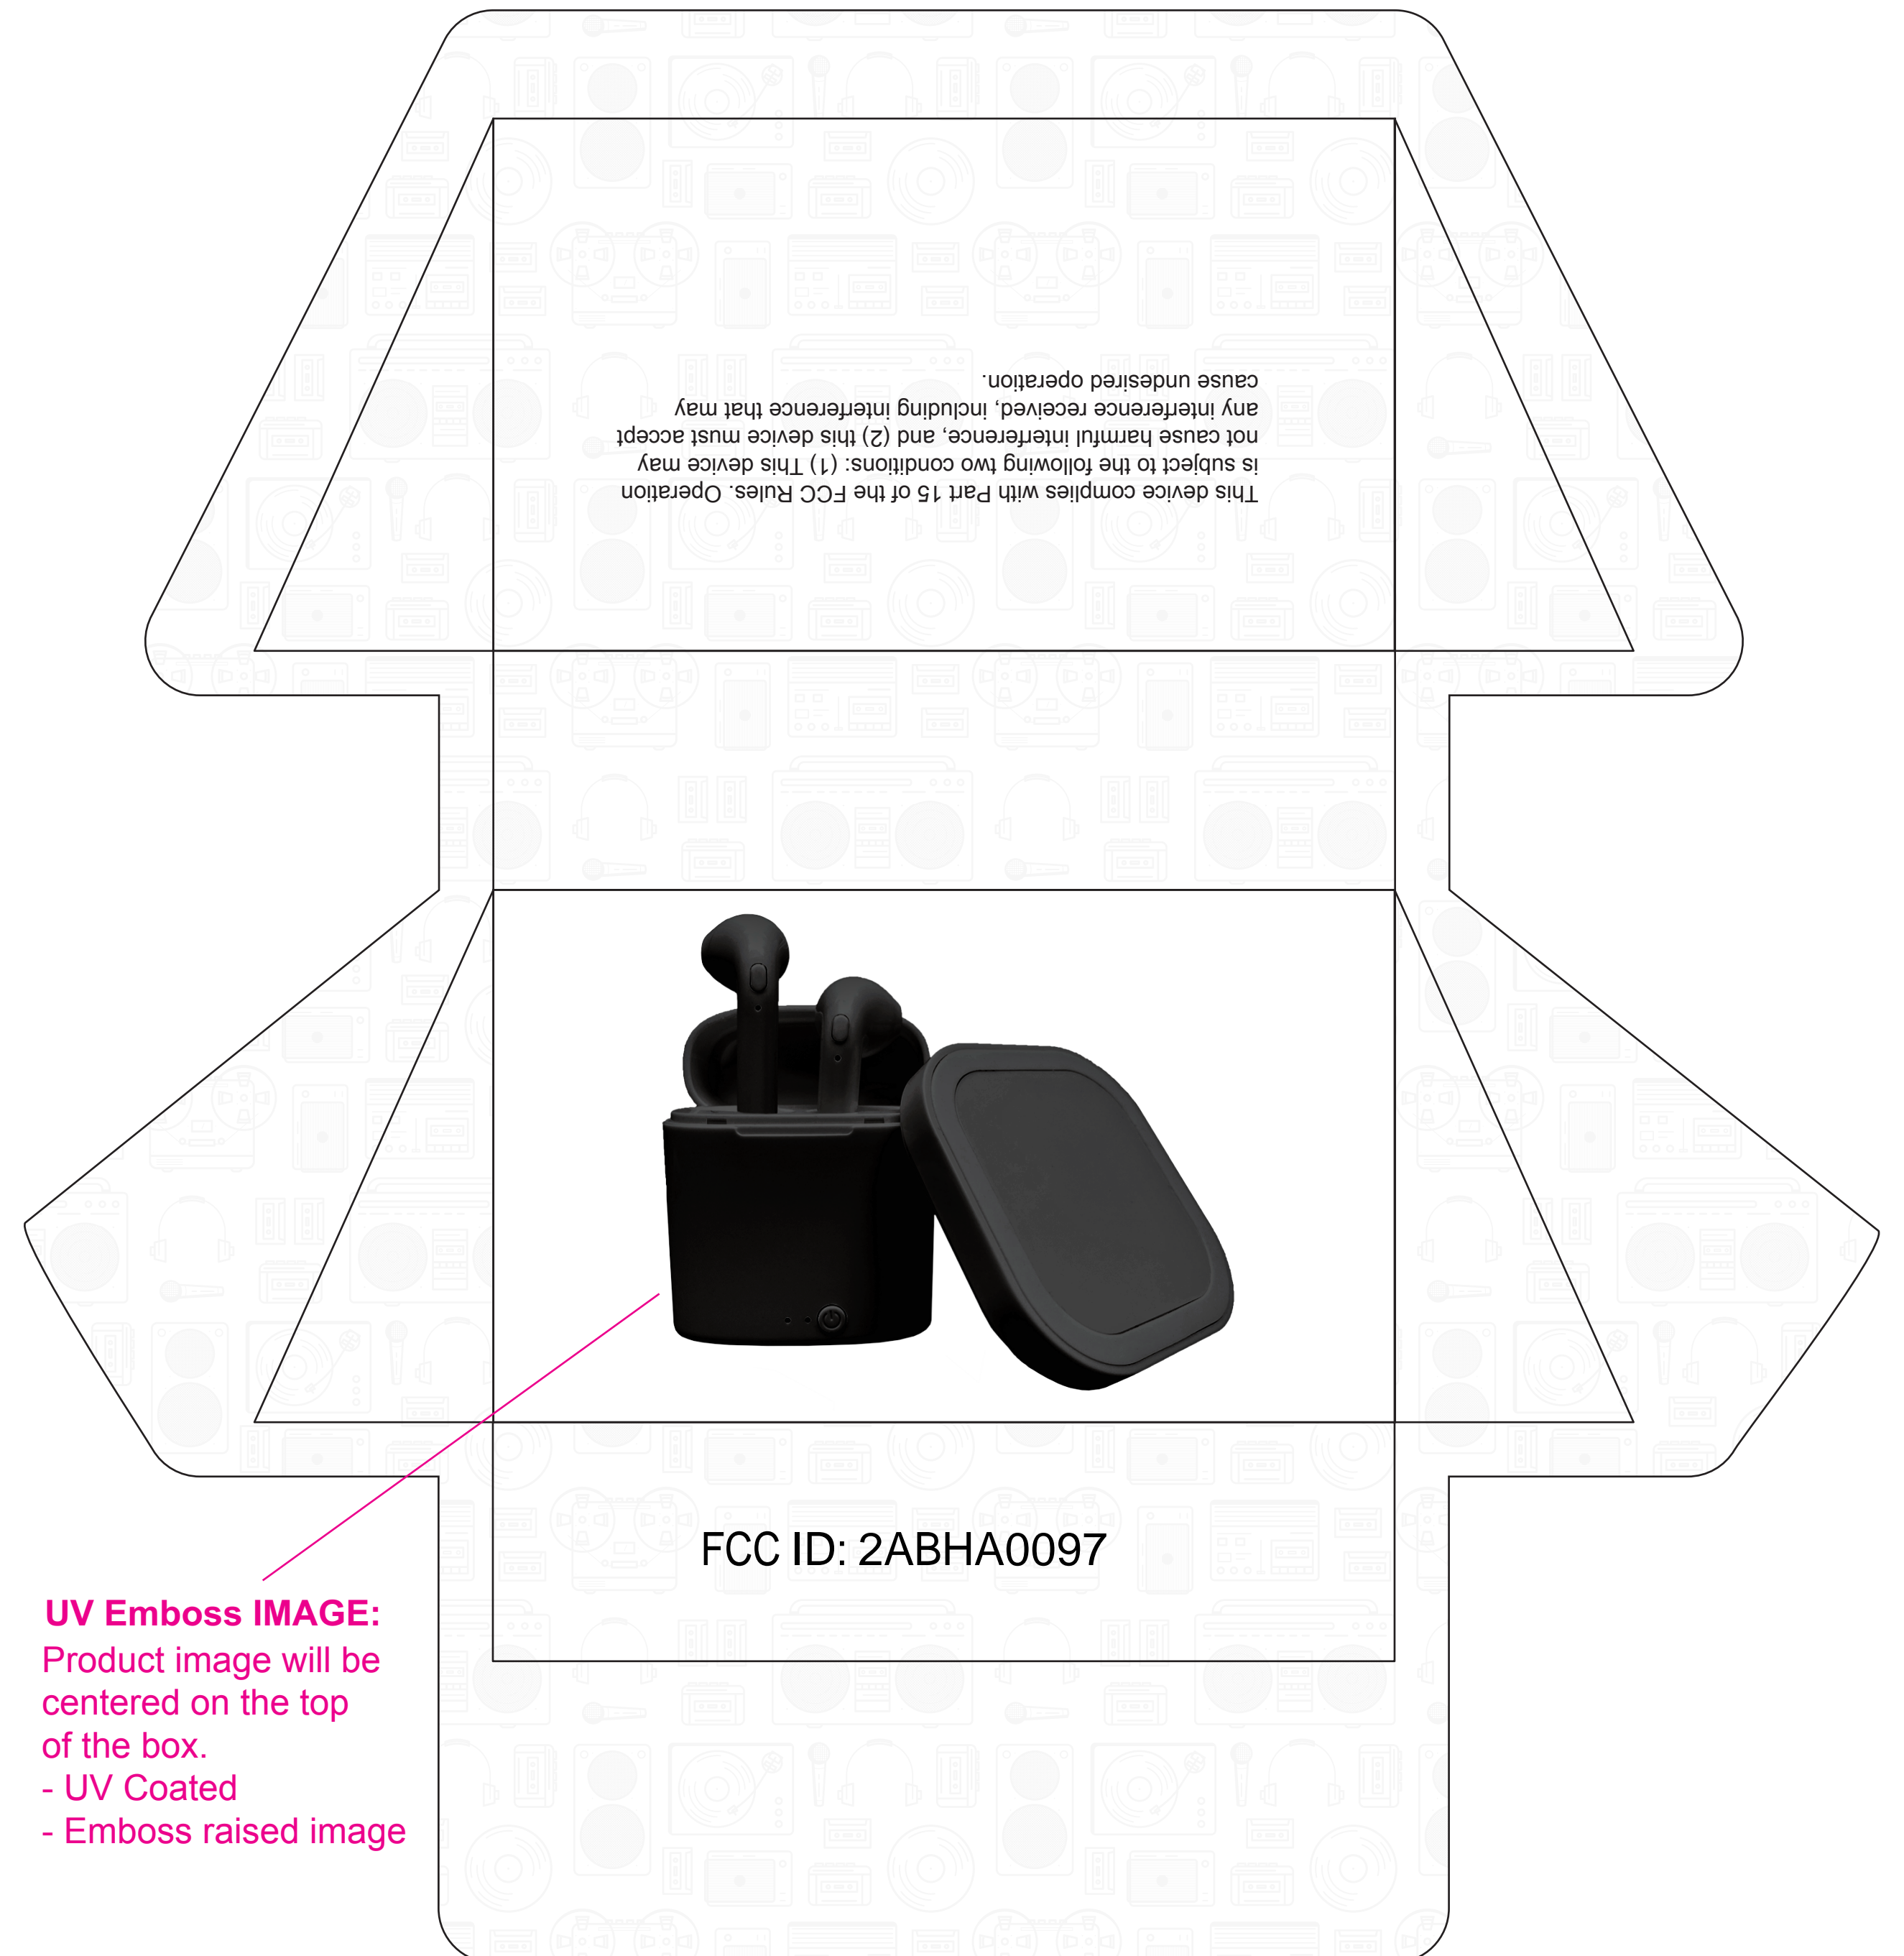 This device complies with Part 15 of the FCC Rules. Operation
is subject to the following two conditions: (1) This device may
not cause harmful interference, and (2) this device must accept
any interference received, including interference that may
cause undesired operation.
FCC ID: 2ABHA0097
UV Emboss IMAGE:
Product image will be
centered on the top
of the box.
- UV Coated
- Emboss raised image